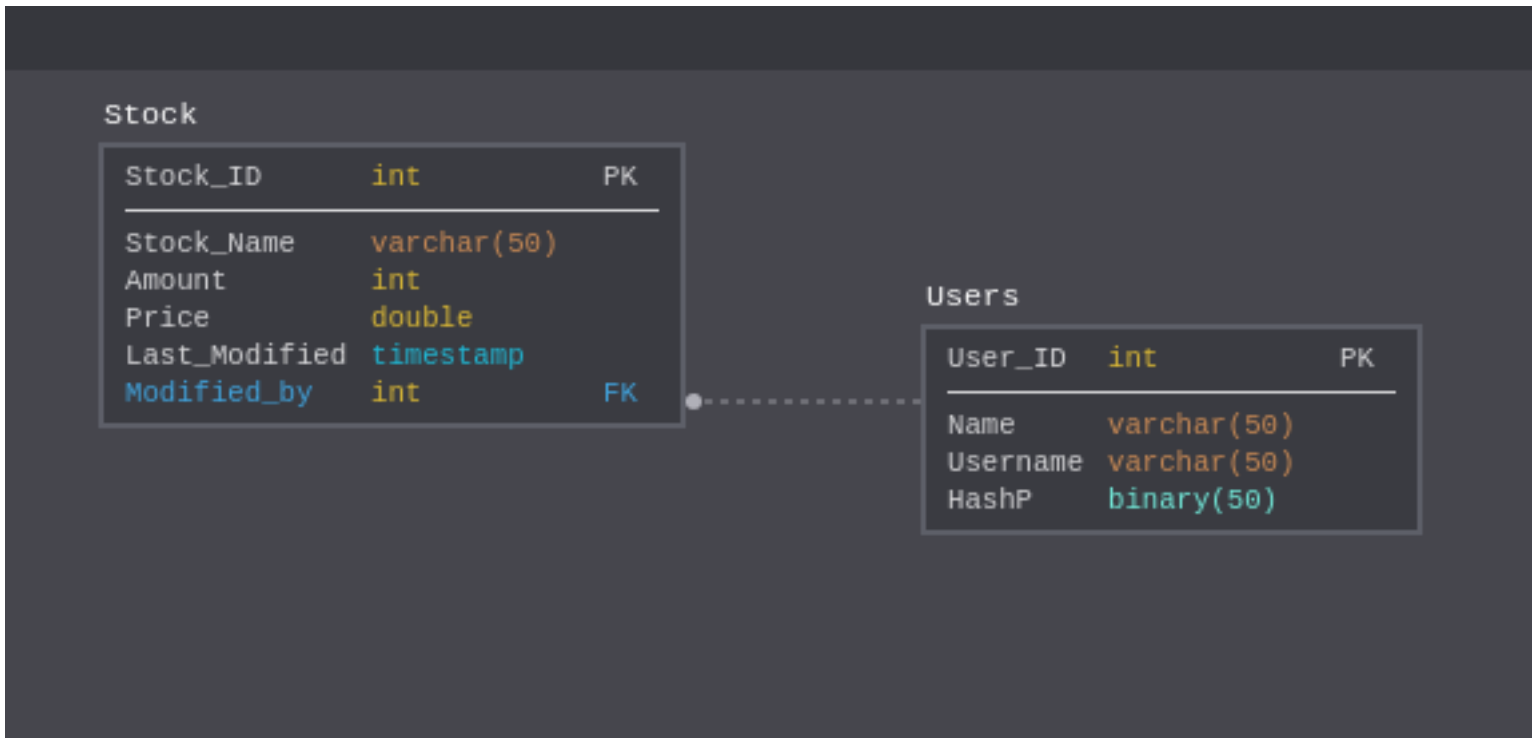 Stock
Stock_ID int PK
Stock_Name varchar(50)
Amount int
Price double
Last_Modified timestamp
Modified_by int FK
Users
User_ID int PK
Name varchar(50)
Username varchar(50)
HashP binary(50)